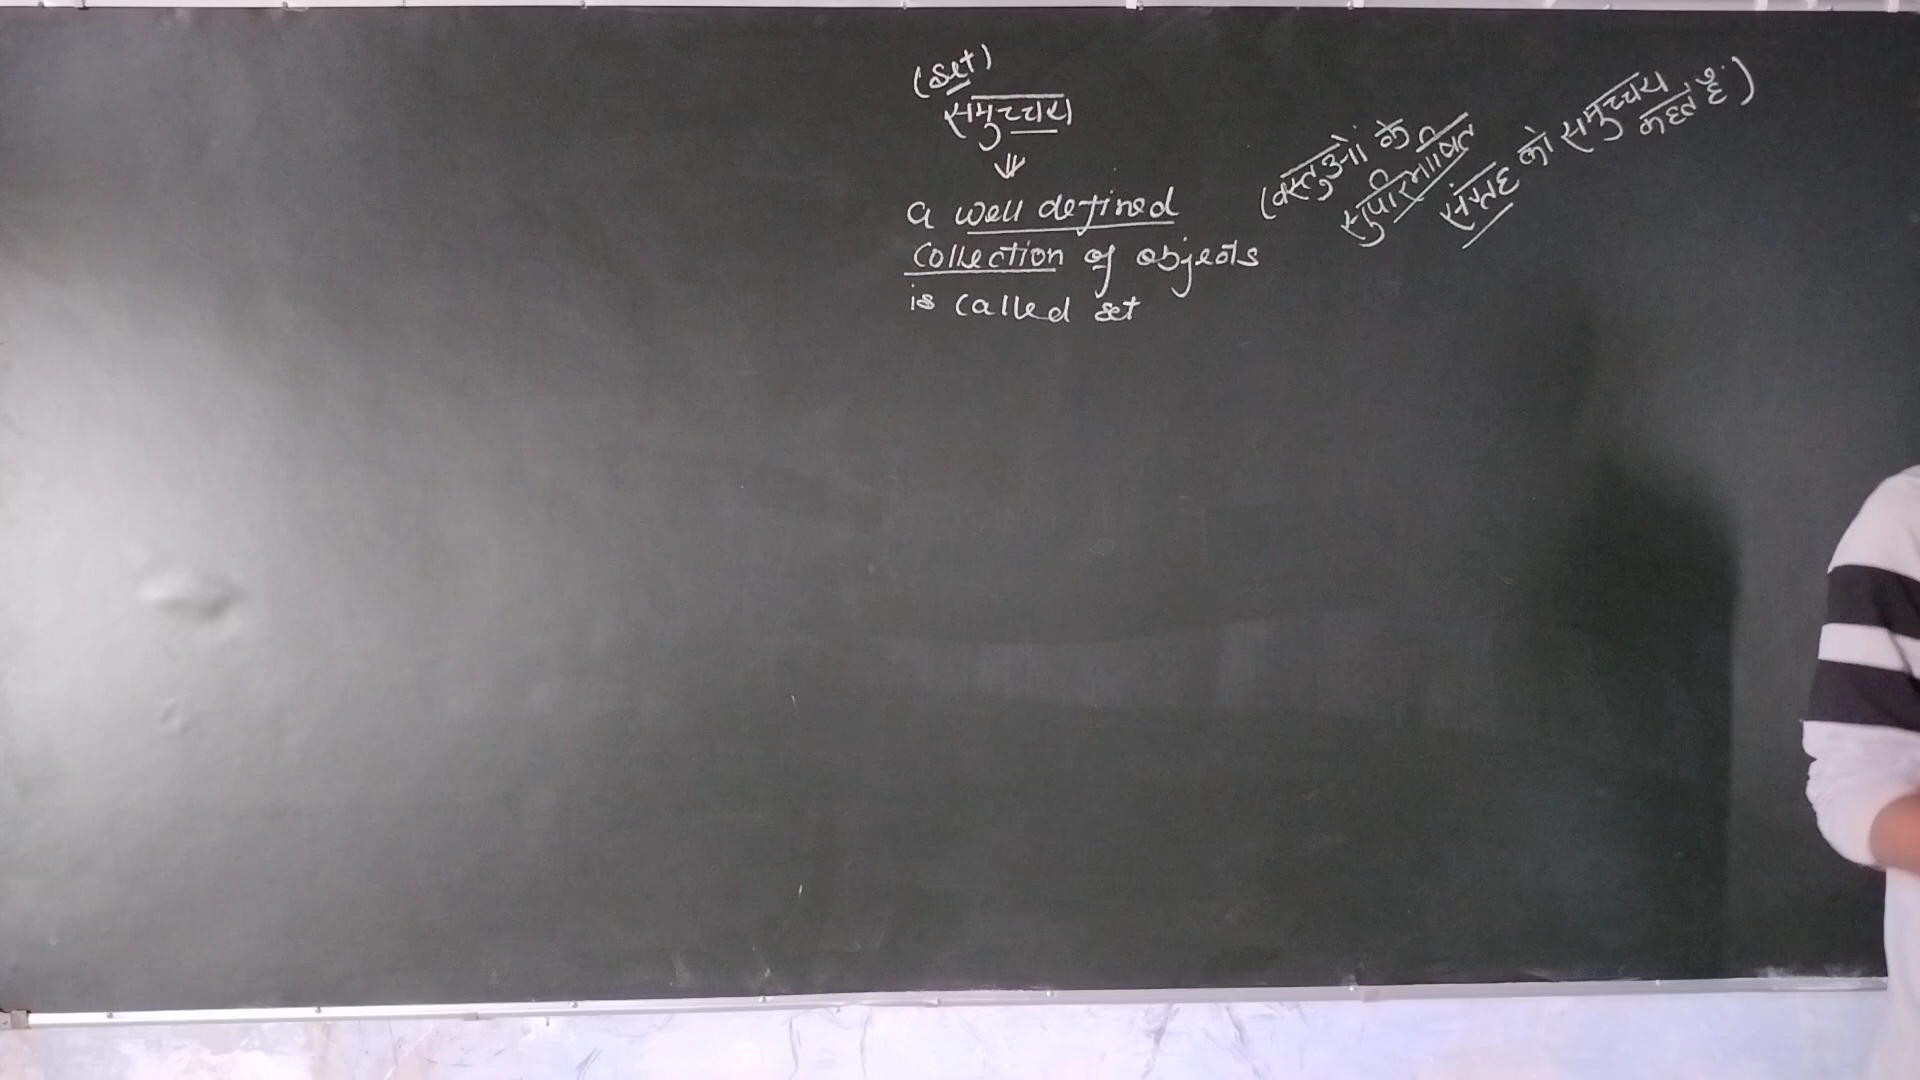 (set)
समुच्चय
⇓
a well defined
collection of objects
is called set
(वस्तुओं के
सुपरिभाषित
संग्रह को समुच्चय
कहते हैं)